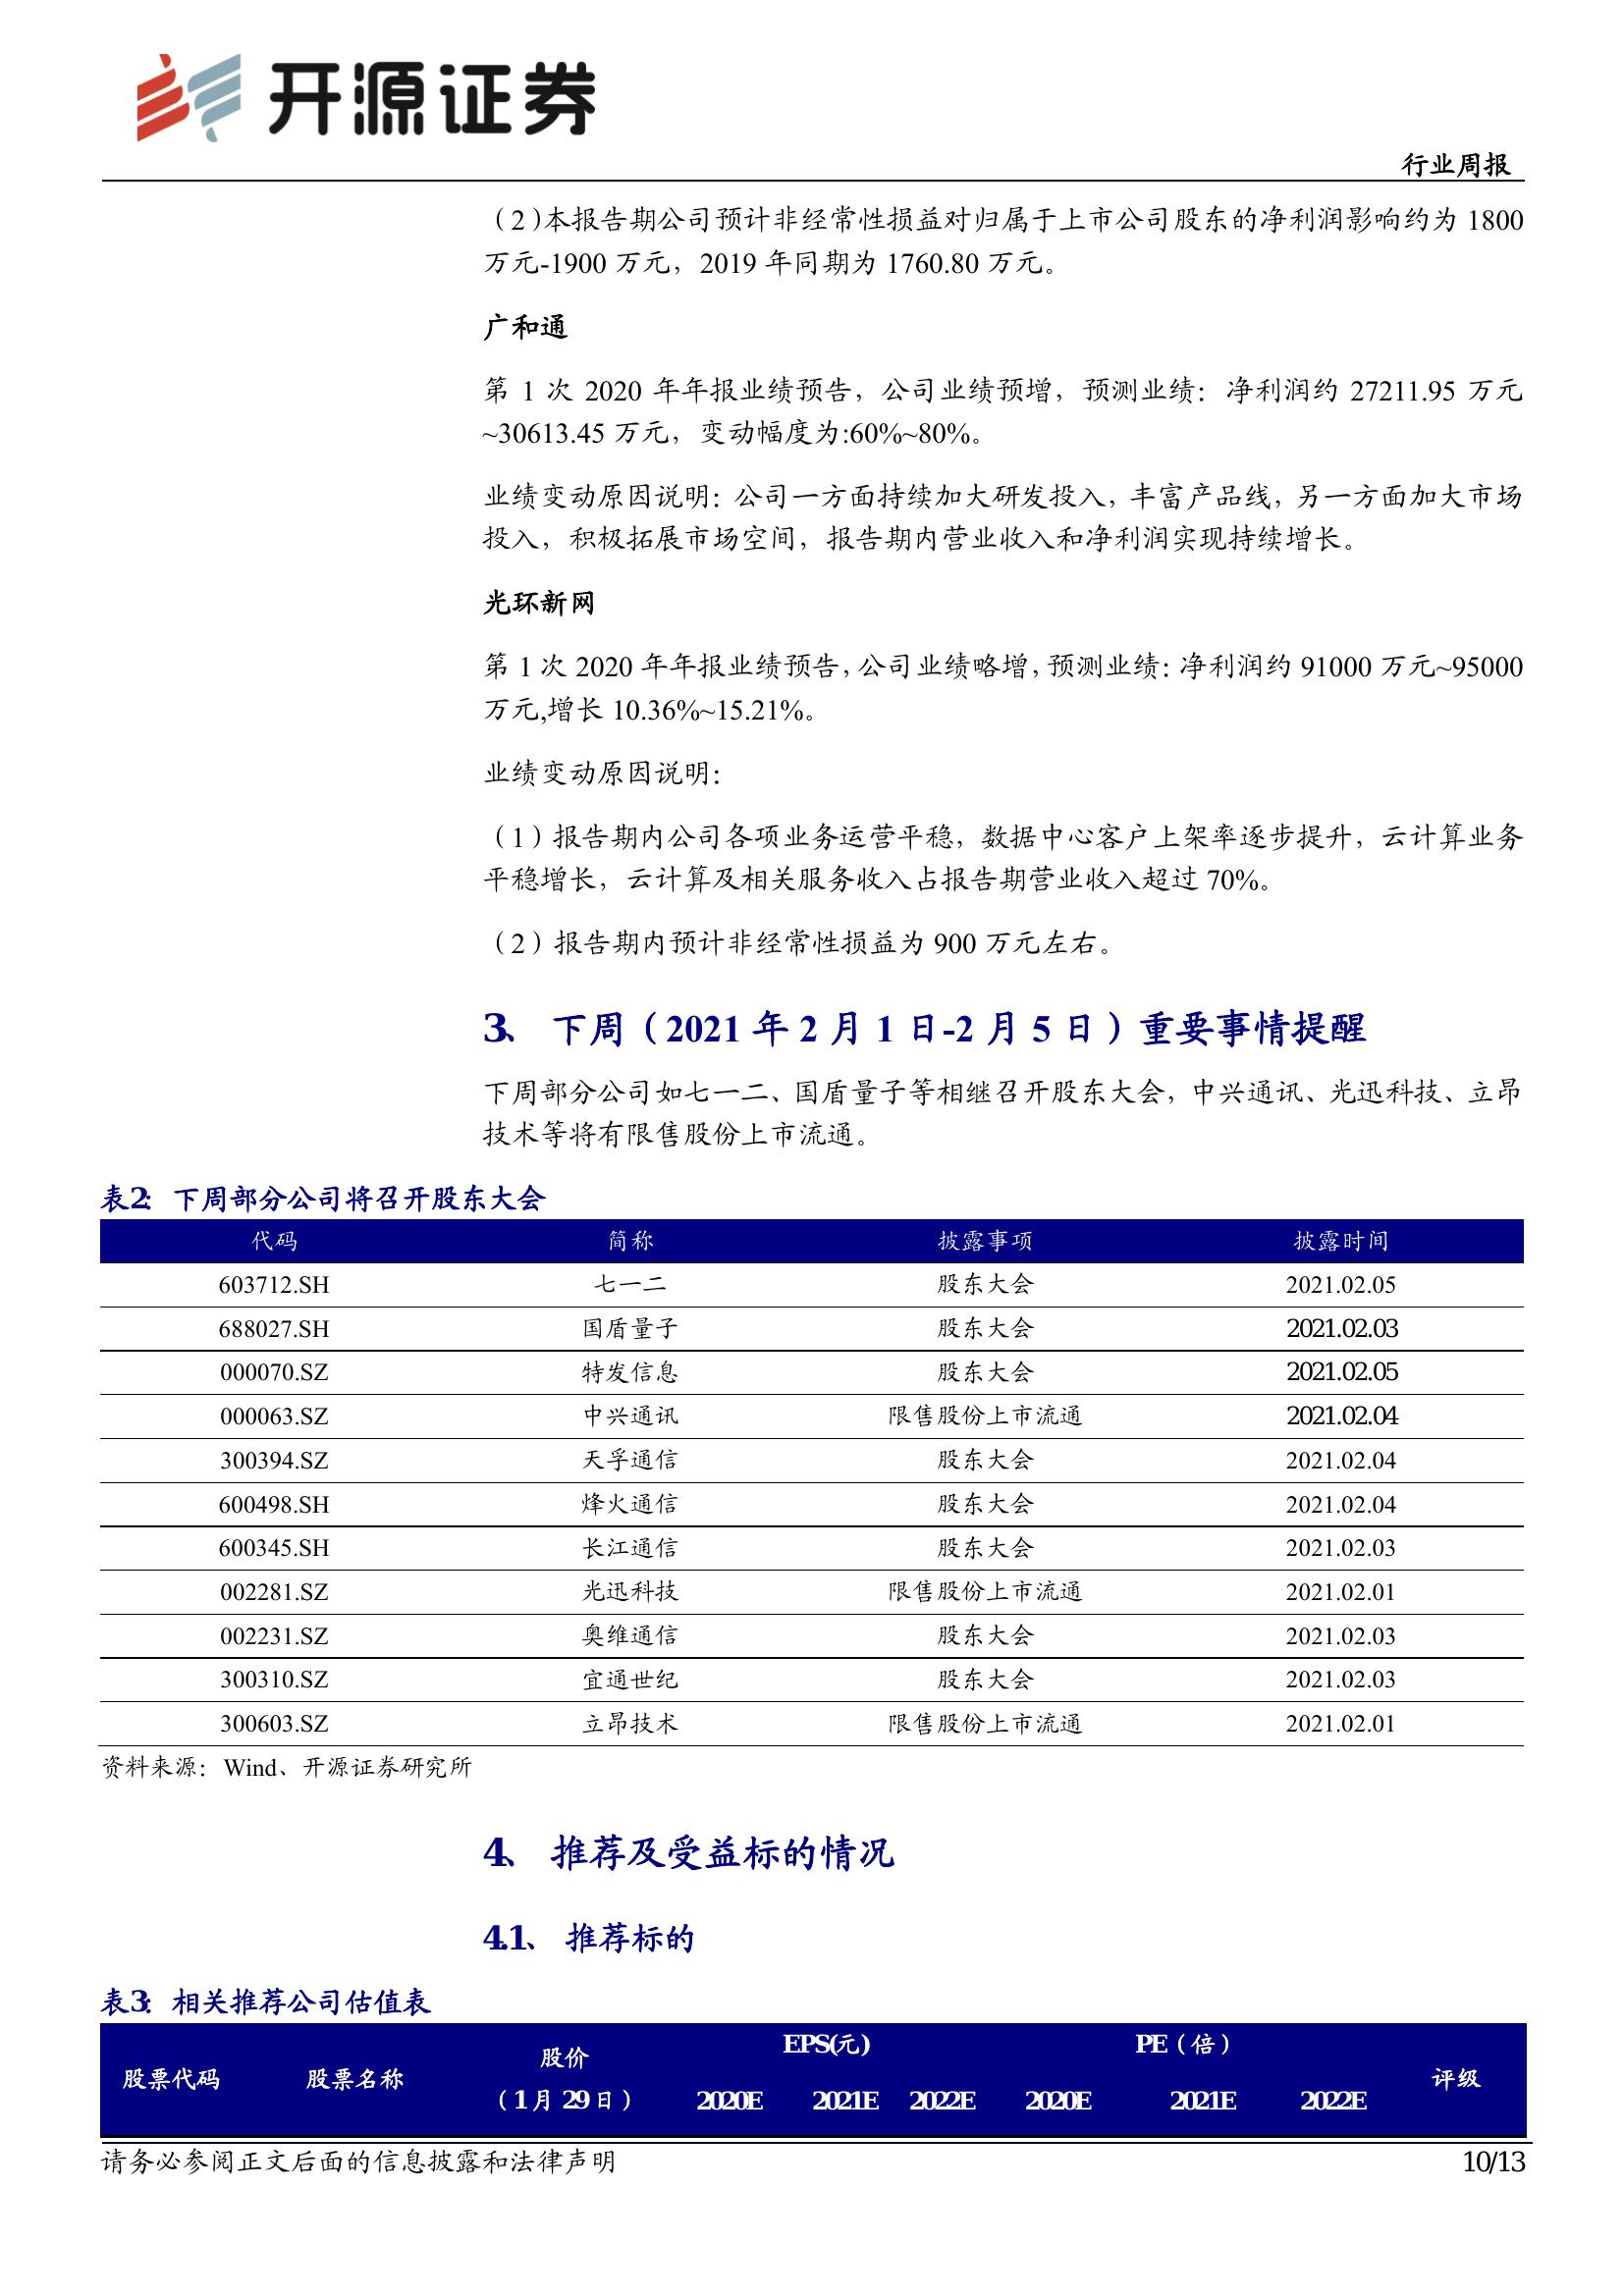 开源证券
行业周报
（2）本报告期公司预计非经常性损益对归属于上市公司股东的净利润影响约为 1800
万元-1900 万元，2019 年同期为 1760.80 万元。
广和通
第 1 次 2020 年年报业绩预告，公司业绩预增，预测业绩：净利润约 27211.95 万元
~30613.45 万元，变动幅度为:60%~80%。
业绩变动原因说明：公司一方面持续加大研发投入，丰富产品线，另一方面加大市场
投入，积极拓展市场空间，报告期内营业收入和净利润实现持续增长。
光环新网
第 1 次 2020 年年报业绩预告，公司业绩略增，预测业绩：净利润约 91000 万元~95000
万元,增长 10.36%~15.21%。
业绩变动原因说明：
（1）报告期内公司各项业务运营平稳，数据中心客户上架率逐步提升，云计算业务
平稳增长，云计算及相关服务收入占报告期营业收入超过 70%。
（2）报告期内预计非经常性损益为 900 万元左右。
3、 下周（2021 年 2 月 1 日-2 月 5 日）重要事情提醒
下周部分公司如七一二、国盾量子等相继召开股东大会，中兴通讯、光迅科技、立昂
技术等将有限售股份上市流通。
表2：下周部分公司将召开股东大会
代码 简称 披露事项 披露时间
603712.SH 七一二 股东大会 2021.02.05
688027.SH 国盾量子 股东大会 2021.02.03
000070.SZ 特发信息 股东大会 2021.02.05
000063.SZ 中兴通讯 限售股份上市流通 2021.02.04
300394.SZ 天孚通信 股东大会 2021.02.04
600498.SH 烽火通信 股东大会 2021.02.04
600345.SH 长江通信 股东大会 2021.02.03
002281.SZ 光迅科技 限售股份上市流通 2021.02.01
002231.SZ 奥维通信 股东大会 2021.02.03
300310.SZ 宜通世纪 股东大会 2021.02.03
300603.SZ 立昂技术 限售股份上市流通 2021.02.01
资料来源：Wind、开源证券研究所
4、 推荐及受益标的情况
4.1、 推荐标的
表3：相关推荐公司估值表
股票代码 股票名称 股价 EPS(元) PE（倍） 评级
（1 月 29 日） 2020E 2021E 2022E 2020E 2021E 2022E
请务必参阅正文后面的信息披露和法律声明 10/13